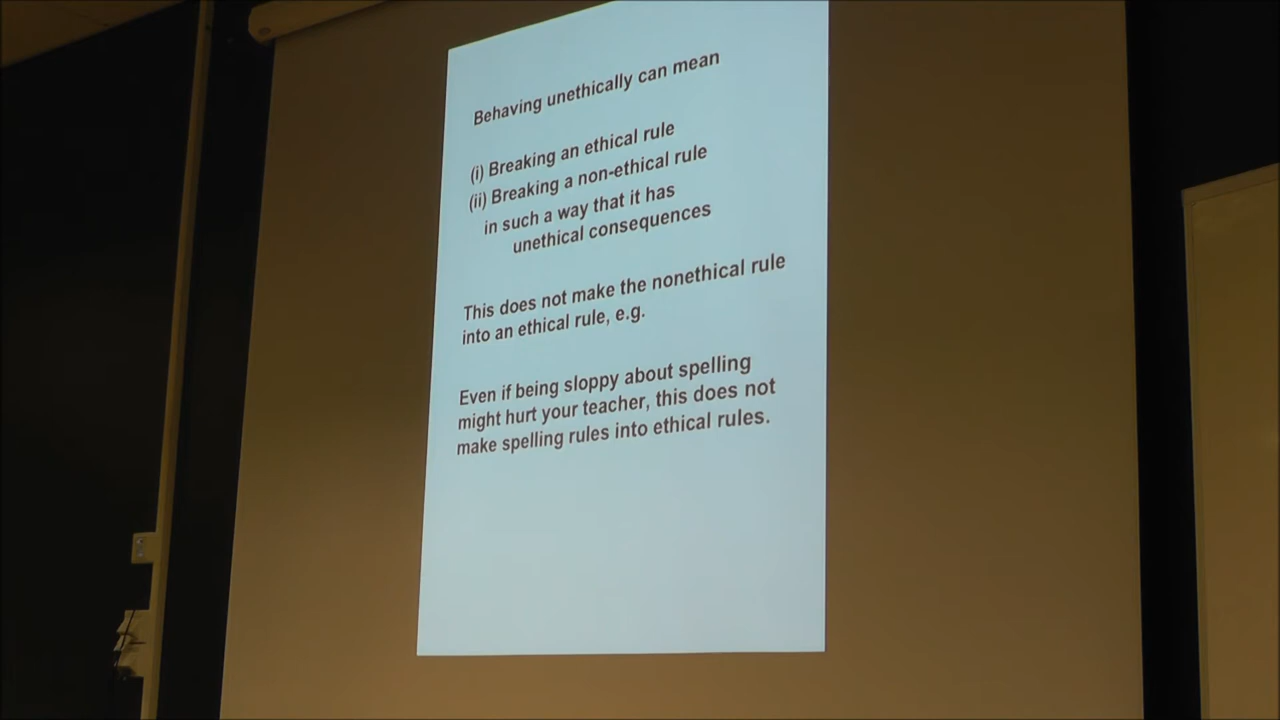 Behaving unethically can mean
(i) Breaking an ethical rule
(ii) Breaking a non-ethical rule
in such a way that it has
unethical consequences
This does not make the nonethical rule
into an ethical rule, e.g.
Even if being sloppy about spelling
might hurt your teacher, this does not
make spelling rules into ethical rules.